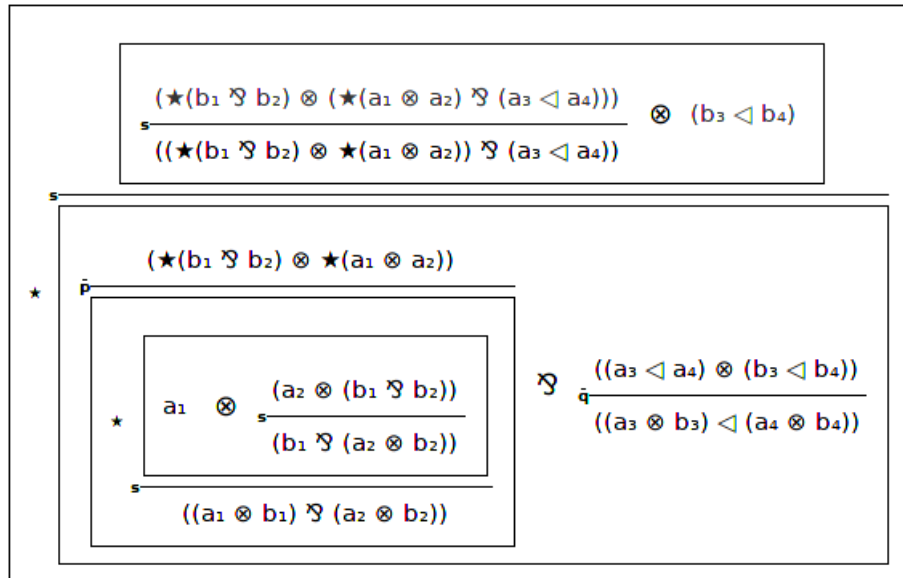 (★(b₁ ⅋ b₂) ⊗ (★(a₁ ⊗ a₂) ⅋ (a₃ ◁ a₄)))
s
⊗ (b₃ ◁ b₄)
((★(b₁ ⅋ b₂) ⊗ ★(a₁ ⊗ a₂)) ⅋ (a₃ ◁ a₄))
s
(★(b₁ ⅋ b₂) ⊗ ★(a₁ ⊗ a₂))
★
p̄
((a₃ ◁ a₄) ⊗ (b₃ ◁ b₄))
⅋
q̄
(a₂ ⊗ (b₁ ⅋ b₂))
a₁ ⊗
s
★
((a₃ ⊗ b₃) ◁ (a₄ ⊗ b₄))
(b₁ ⅋ (a₂ ⊗ b₂))
s
((a₁ ⊗ b₁) ⅋ (a₂ ⊗ b₂))